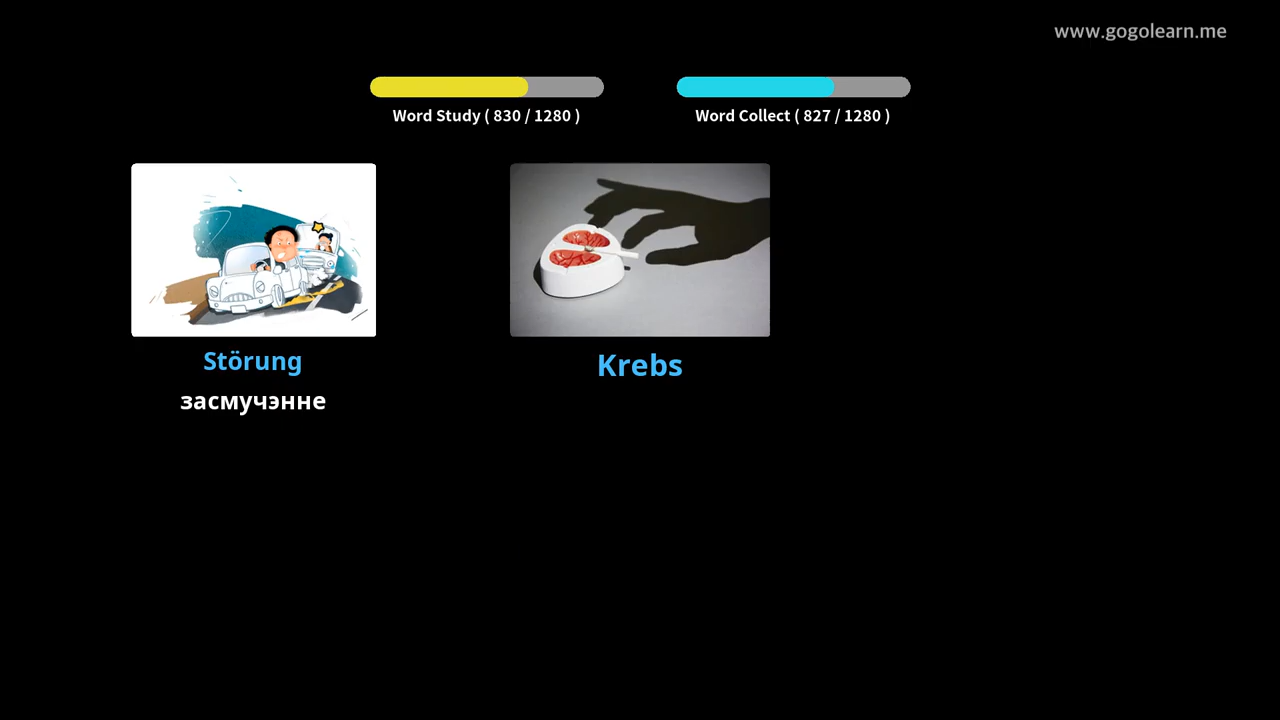 www.gogolearn.me
Word Study ( 830 / 1280 )
Word Collect ( 827 / 1280 )
Störung
засмучэнне
Krebs